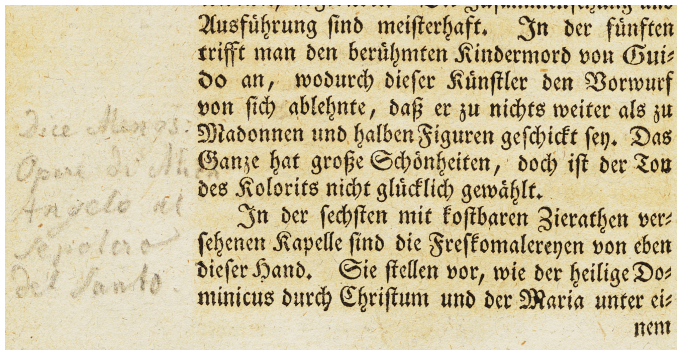 Ausführung sind meisterhaft. In der fünften
trifft man den berühmten Kindermord von Gui-
do an, wodurch dieser Künstler den Vorwurf
von sich ablehnte, daß er zu nichts weiter als zu
Madonnen und halben Figuren geschickt sey. Das
Ganze hat große Schönheiten, doch ist der Ton
des Kolorits nicht glücklich gewählt.
In der sechsten mit kostbaren Zierathen ver-
sehenen Kapelle sind die Freskomalereyen von eben
dieser Hand. Sie stellen vor, wie der heilige Do-
minicus durch Christum und der Maria unter ei-
nem
dice Mengs:
Opere di
Angelo al
sepolcro
del Santo.